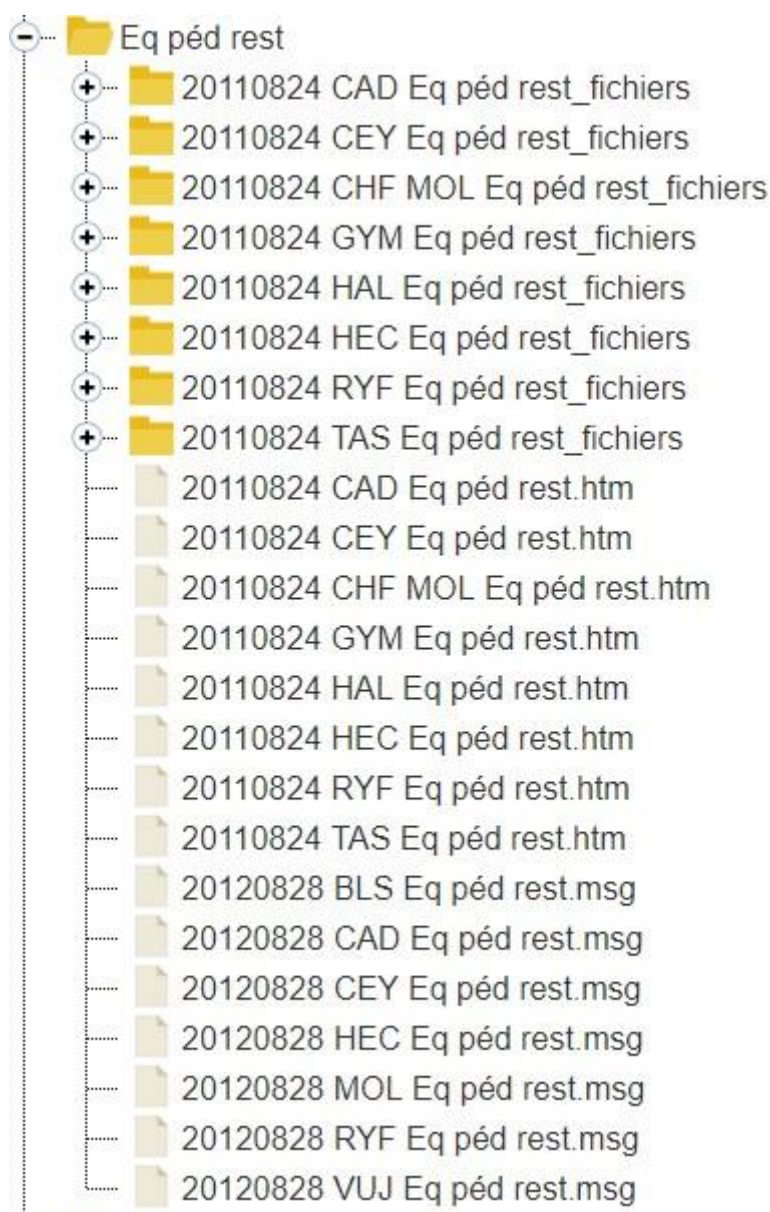 Eq péd rest
20110824 CAD Eq péd rest_fichiers
20110824 CEY Eq péd rest_fichiers
20110824 CHF MOL Eq péd rest_fichiers
20110824 GYM Eq péd rest_fichiers
20110824 HAL Eq péd rest_fichiers
20110824 HEC Eq péd rest_fichiers
20110824 RYF Eq péd rest_fichiers
20110824 TAS Eq péd rest_fichiers
20110824 CAD Eq péd rest.htm
20110824 CEY Eq péd rest.htm
20110824 CHF MOL Eq péd rest.htm
20110824 GYM Eq péd rest.htm
20110824 HAL Eq péd rest.htm
20110824 HEC Eq péd rest.htm
20110824 RYF Eq péd rest.htm
20110824 TAS Eq péd rest.htm
20120828 BLS Eq péd rest.msg
20120828 CAD Eq péd rest.msg
20120828 CEY Eq péd rest.msg
20120828 HEC Eq péd rest.msg
20120828 MOL Eq péd rest.msg
20120828 RYF Eq péd rest.msg
20120828 VUJ Eq péd rest.msg